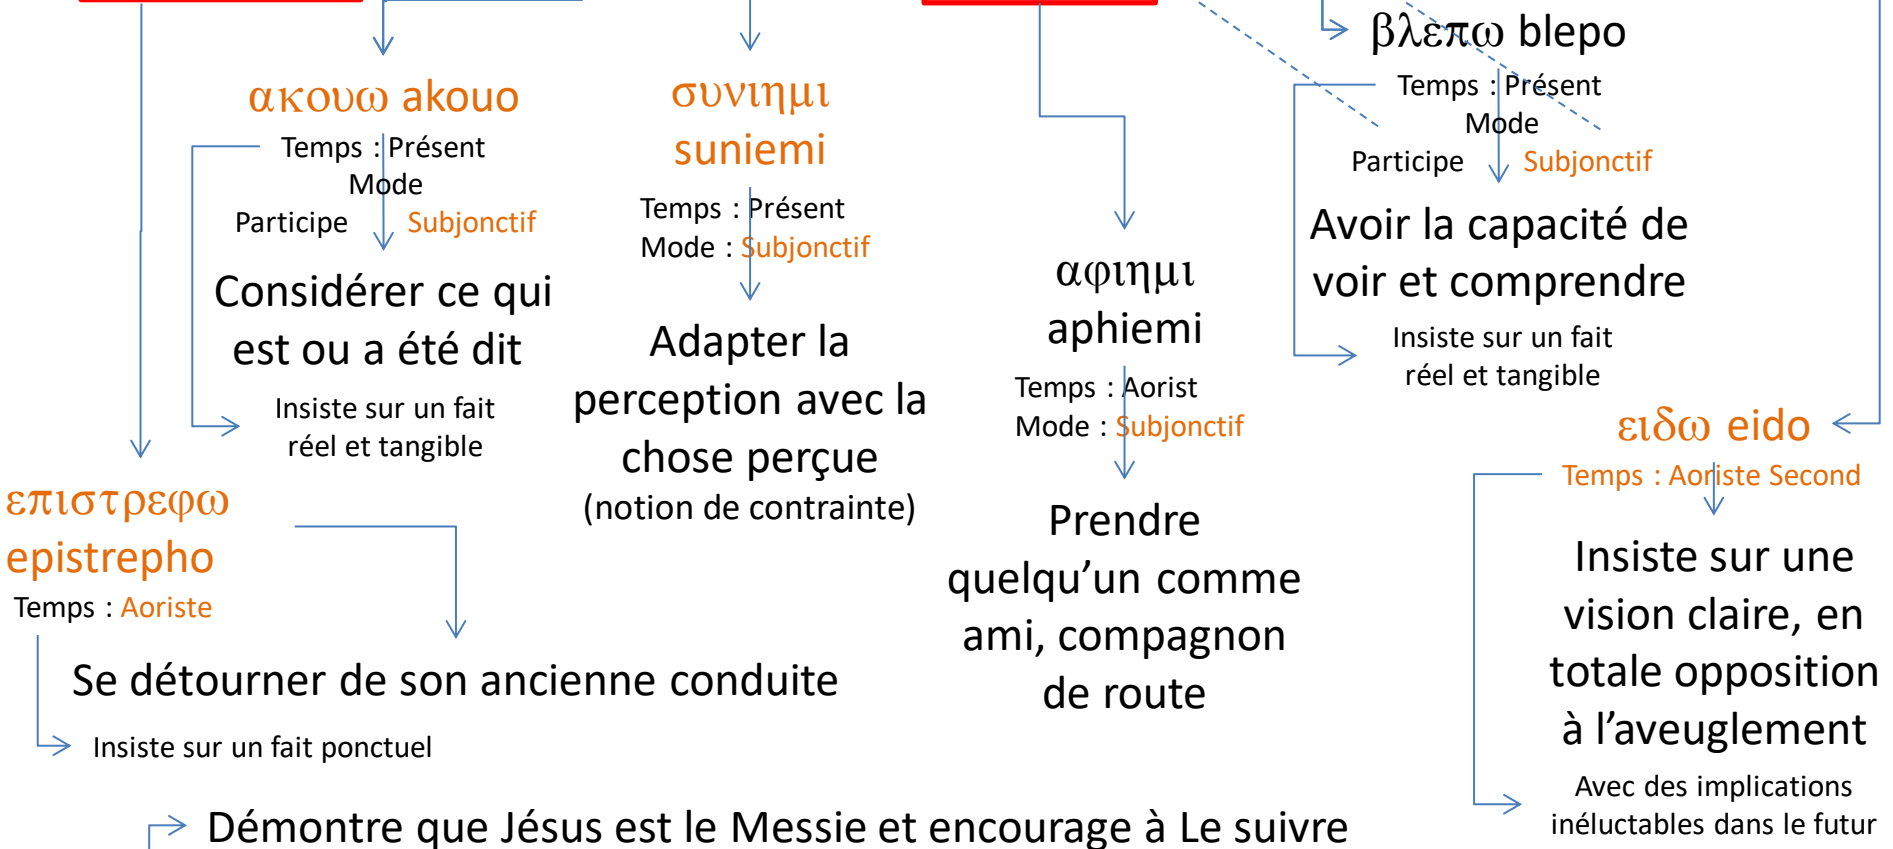 βλεπω blepo
Temps : Présent
Mode
Participe Subjonctif
Avoir la capacité de
voir et comprendre
Insiste sur un fait
réel et tangible
ακουω akouo
Temps : Présent
Mode
Participe Subjonctif
Considérer ce qui
est ou a été dit
Insiste sur un fait
réel et tangible
συνιημι
suniemi
Temps : Présent
Mode : Subjonctif
Adapter la
perception avec la
chose perçue
(notion de contrainte)
αφιημι
aphiemi
Temps : Aorist
Mode : Subjonctif
Prendre
quelqu’un comme
ami, compagnon
de route
ειδω eido
Temps : Aoriste Second
Insiste sur une
vision claire, en
totale opposition
à l’aveuglement
Avec des implications
inéluctables dans le futur
επιστρεφω
epistrepho
Temps : Aoriste
Se détourner de son ancienne conduite
Insiste sur un fait ponctuel
Démontre que Jésus est le Messie et encourage à Le suivre